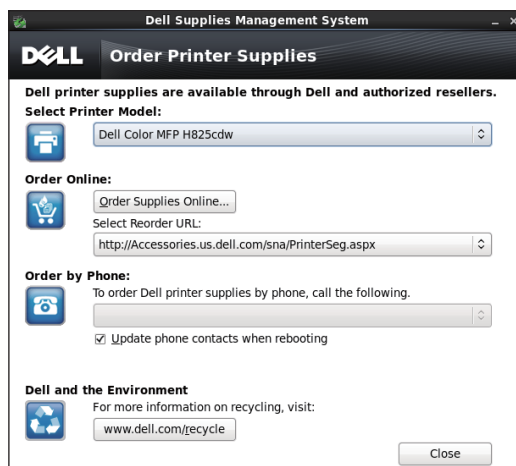 Dell Supplies Management System
DELL Order Printer Supplies
Dell printer supplies are available through Dell and authorized resellers.
Select Printer Model:
Dell Color MFP H825cdw
Order Online:
Order Supplies Online...
Select Reorder URL:
http://Accessories.us.dell.com/sna/PrinterSeg.aspx
Order by Phone:
To order Dell printer supplies by phone, call the following.
Update phone contacts when rebooting
Dell and the Environment
For more information on recycling, visit:
www.dell.com/recycle
Close